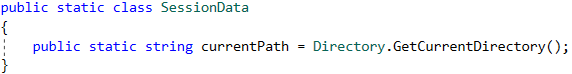 public static class SessionData
{
    public static string currentPath = Directory.GetCurrentDirectory();
}